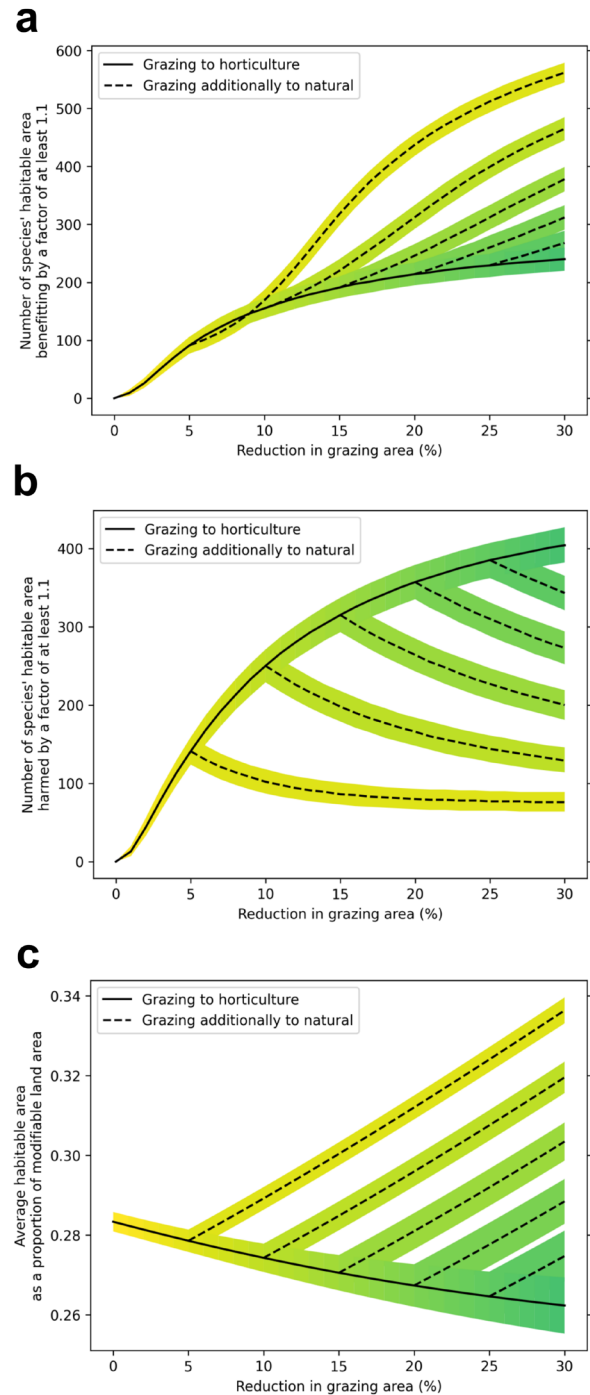 a
600
500
400
300
200
100
0
Number of species' habitable area
benefitting by a factor of at least 1.1
Grazing to horticulture
Grazing additionally to natural
0 5 10 15 20 25 30
Reduction in grazing area (%)
b
400
300
200
100
0
Number of species' habitable area
harmed by a factor of at least 1.1
Grazing to horticulture
Grazing additionally to natural
0 5 10 15 20 25 30
Reduction in grazing area (%)
c
0.34
0.32
0.30
0.28
0.26
Average habitable area
as a proportion of modifiable land area
Grazing to horticulture
Grazing additionally to natural
0 5 10 15 20 25 30
Reduction in grazing area (%)